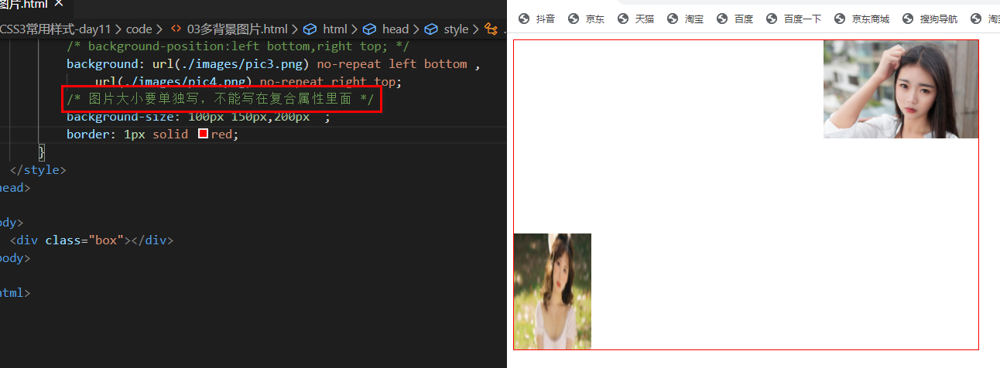 图片.html ×
CSS3常用样式-day11 > code > <> 03多背景图片.html > html > head > style > .
/* background-position:left bottom,right top; */
background: url(./images/pic3.png) no-repeat left bottom ,
url(./images/pic4.png) no-repeat right top;
/* 图片大小要单独写，不能写在复合属性里面 */
background-size: 100px 150px,200px  ;
border: 1px solid red;
}
</style>
head>
ody>
<div class="box"></div>
body>
html>
抖音 京东 天猫 淘宝 百度 百度一下 京东商城 搜狗导航 淘宝